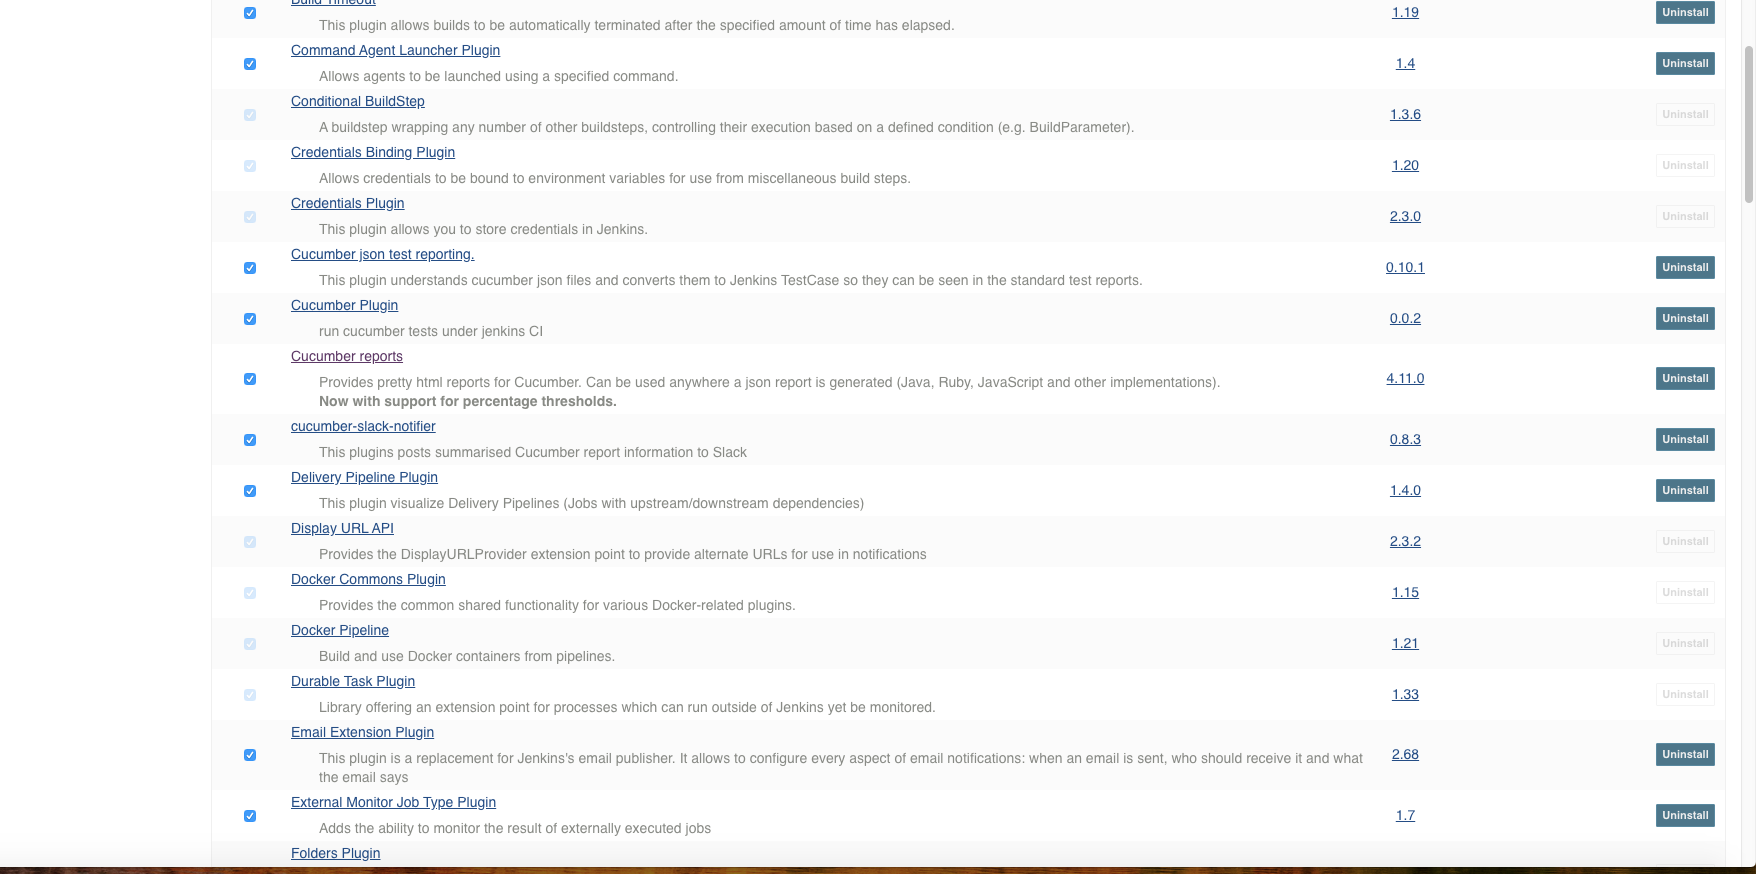 Build Timeout
This plugin allows builds to be automatically terminated after the specified amount of time has elapsed.
1.19
Uninstall
Command Agent Launcher Plugin
Allows agents to be launched using a specified command.
1.4
Uninstall
Conditional BuildStep
A buildstep wrapping any number of other buildsteps, controlling their execution based on a defined condition (e.g. BuildParameter).
1.3.6
Uninstall
Credentials Binding Plugin
Allows credentials to be bound to environment variables for use from miscellaneous build steps.
1.20
Uninstall
Credentials Plugin
This plugin allows you to store credentials in Jenkins.
2.3.0
Uninstall
Cucumber json test reporting.
This plugin understands cucumber json files and converts them to Jenkins TestCase so they can be seen in the standard test reports.
0.10.1
Uninstall
Cucumber Plugin
run cucumber tests under jenkins CI
0.0.2
Uninstall
Cucumber reports
Provides pretty html reports for Cucumber. Can be used anywhere a json report is generated (Java, Ruby, JavaScript and other implementations).
Now with support for percentage thresholds.
4.11.0
Uninstall
cucumber-slack-notifier
This plugins posts summarised Cucumber report information to Slack
0.8.3
Uninstall
Delivery Pipeline Plugin
This plugin visualize Delivery Pipelines (Jobs with upstream/downstream dependencies)
1.4.0
Uninstall
Display URL API
Provides the DisplayURLProvider extension point to provide alternate URLs for use in notifications
2.3.2
Uninstall
Docker Commons Plugin
Provides the common shared functionality for various Docker-related plugins.
1.15
Uninstall
Docker Pipeline
Build and use Docker containers from pipelines.
1.21
Uninstall
Durable Task Plugin
Library offering an extension point for processes which can run outside of Jenkins yet be monitored.
1.33
Uninstall
Email Extension Plugin
This plugin is a replacement for Jenkins's email publisher. It allows to configure every aspect of email notifications: when an email is sent, who should receive it and what
the email says
2.68
Uninstall
External Monitor Job Type Plugin
Adds the ability to monitor the result of externally executed jobs
1.7
Uninstall
Folders Plugin